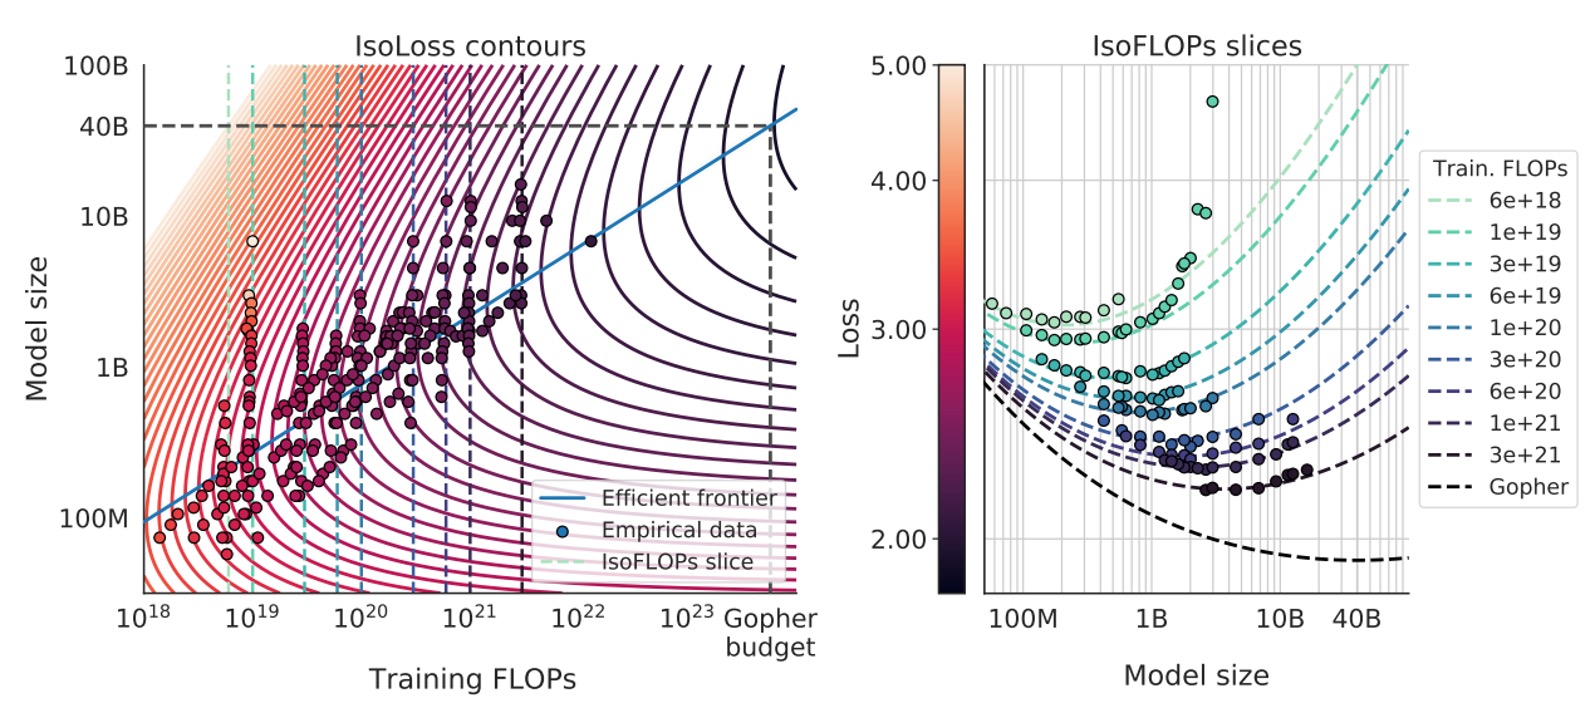 IsoLoss contours
100B
40B
10B
1B
100M
Model size
Efficient frontier
Empirical data
IsoFLOPs slice
10^18
10^19
10^20
10^21
10^22
10^23
Gopher
budget
Training FLOPs
IsoFLOPs slices
5.00
4.00
3.00
2.00
Loss
100M
1B
10B
40B
Model size
Train. FLOPs
6e+18
1e+19
3e+19
6e+19
1e+20
3e+20
6e+20
1e+21
3e+21
Gopher